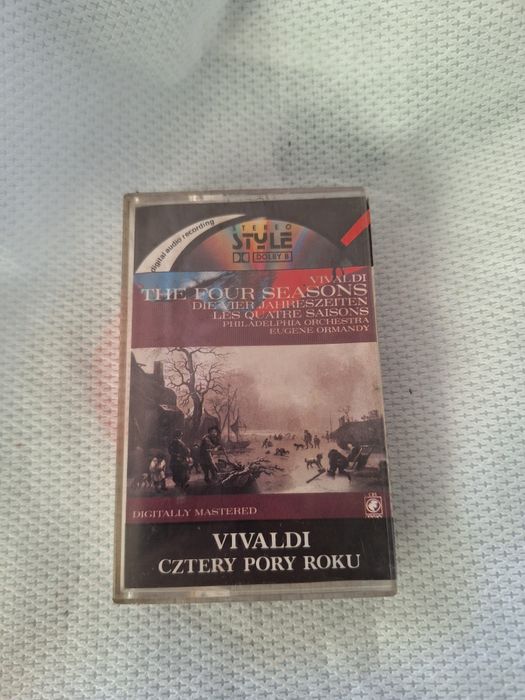 digital audio recording
STEREO
STYLE
DOLBY B
VIVALDI
THE FOUR SEASONS
DIE VIER JAHRESZEITEN
LES QUATRE SAISONS
PHILADELPHIA ORCHESTRA
EUGENE ORMANDY
DIGITALLY MASTERED
VIVALDI
CZTERY PORY ROKU